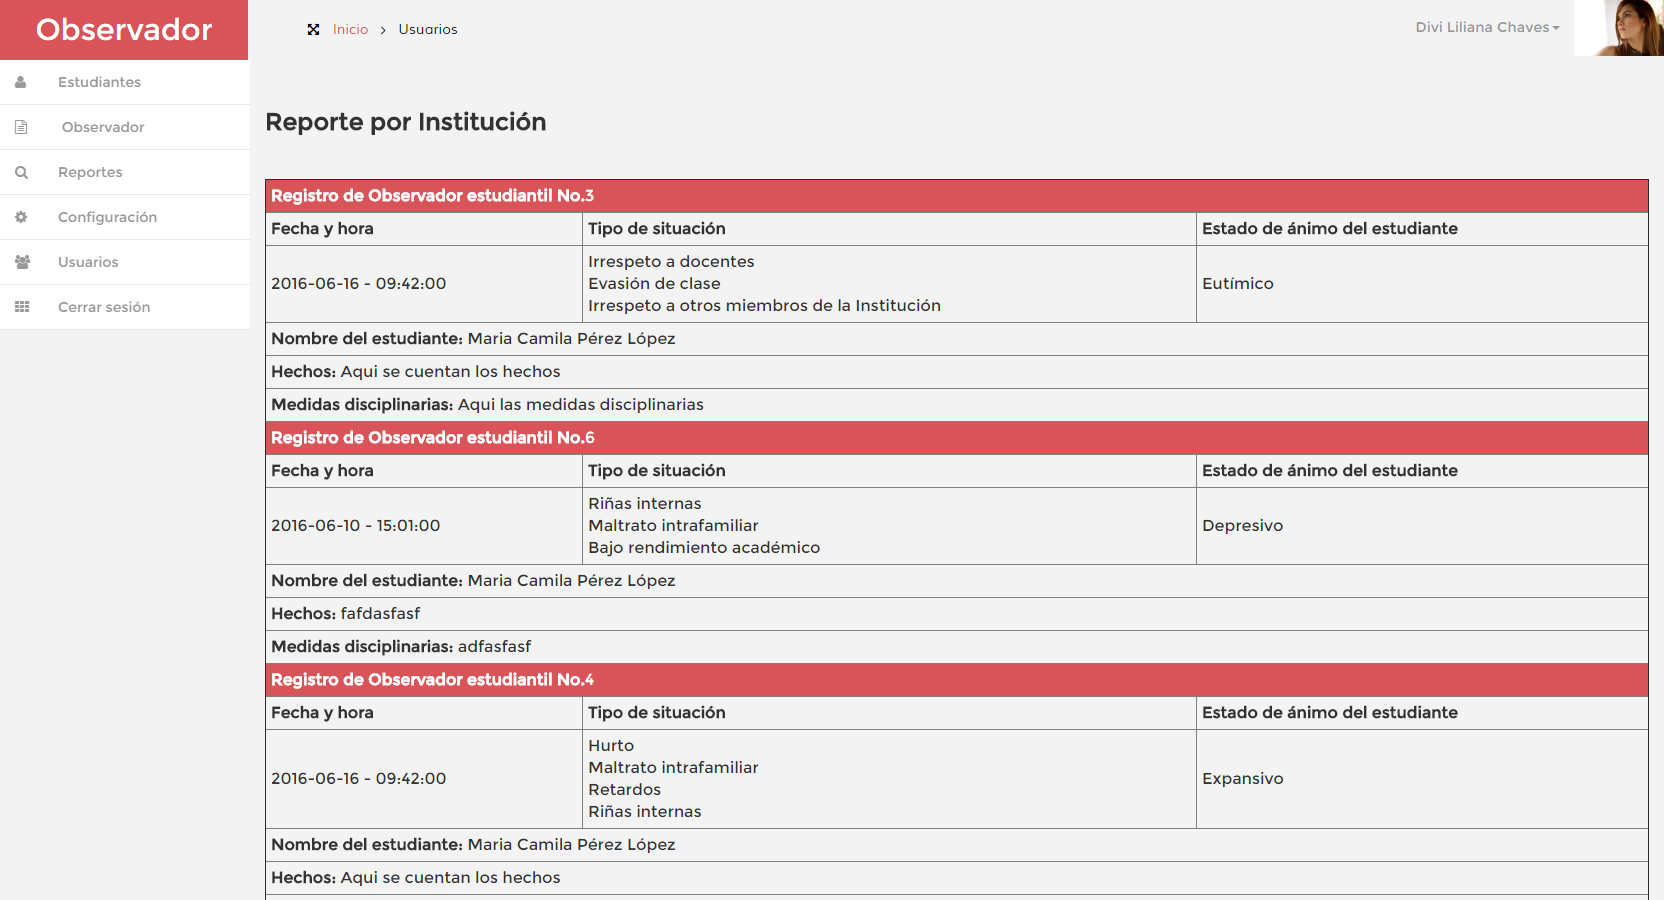 Observador
Inicio > Usuarios
Divi Liliana Chaves
Estudiantes
Observador
Reportes
Configuración
Usuarios
Cerrar sesión
Reporte por Institución
Registro de Observador estudiantil No.3
Fecha y hora Tipo de situación Estado de ánimo del estudiante
Irrespeto a docentes
2016-06-16 - 09:42:00 Evasión de clase Eutímico
Irrespeto a otros miembros de la Institución
Nombre del estudiante: Maria Camila Pérez López
Hechos: Aqui se cuentan los hechos
Medidas disciplinarias: Aqui las medidas disciplinarias
Registro de Observador estudiantil No.6
Fecha y hora Tipo de situación Estado de ánimo del estudiante
Riñas internas
2016-06-10 - 15:01:00 Maltrato intrafamiliar Depresivo
Bajo rendimiento académico
Nombre del estudiante: Maria Camila Pérez López
Hechos: fafdasfasf
Medidas disciplinarias: adfasfasf
Registro de Observador estudiantil No.4
Fecha y hora Tipo de situación Estado de ánimo del estudiante
2016-06-16 - 09:42:00
Hurto
Maltrato intrafamiliar
Retardos
Riñas internas
Expansivo
Nombre del estudiante: Maria Camila Pérez López
Hechos: Aqui se cuentan los hechos